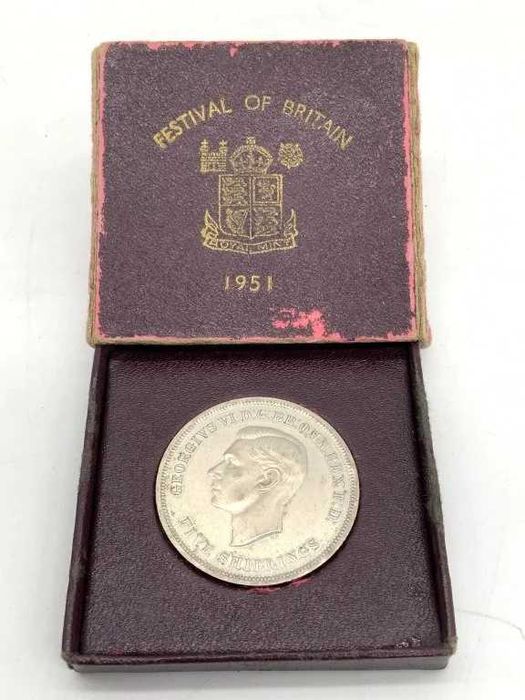 FESTIVAL OF BRITAIN
ROYAL MINT
1951
GEORGIVS VI D:G:BR:OMN:REX F:D:
FIVE SHILLINGS